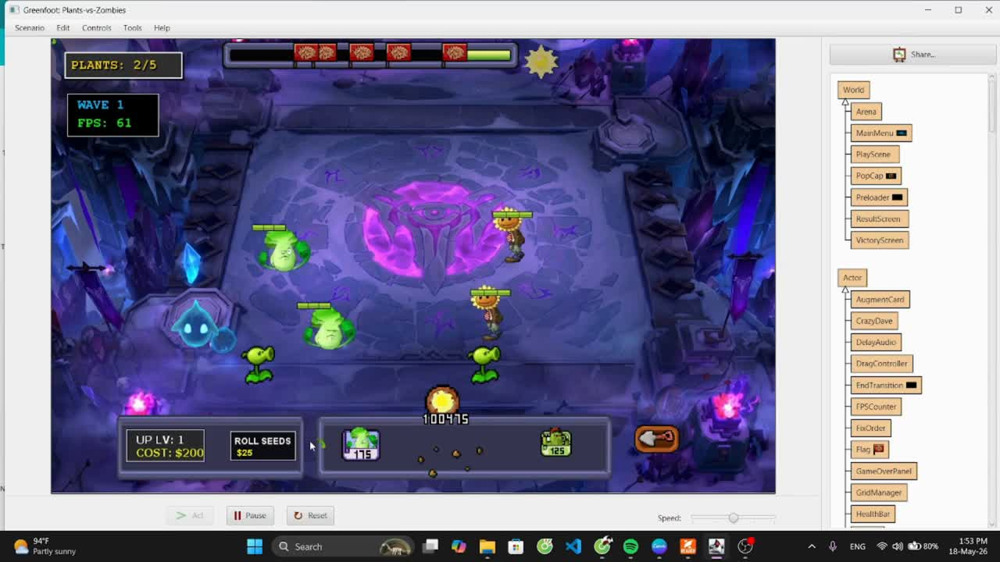 Greenfoot: Plants-vs-Zombies
Scenario Edit Controls Tools Help
PLANTS: 2/5
WAVE 1
FPS: 61
100475
UP LV: 1
COST: $200
ROLL SEEDS
$25
175
125
Act
Pause
Reset
Speed:
Share...
World
Arena
MainMenu
PlayScene
PopCap
Preloader
ResultScreen
VictoryScreen
Actor
AugmentCard
CrazyDave
DelayAudio
DragController
EndTransition
FPSCounter
FixOrder
Flag
GameOverPanel
GridManager
HealthBar
94°F
Partly sunny
Search
ENG
80%
1:53 PM
18-May-26